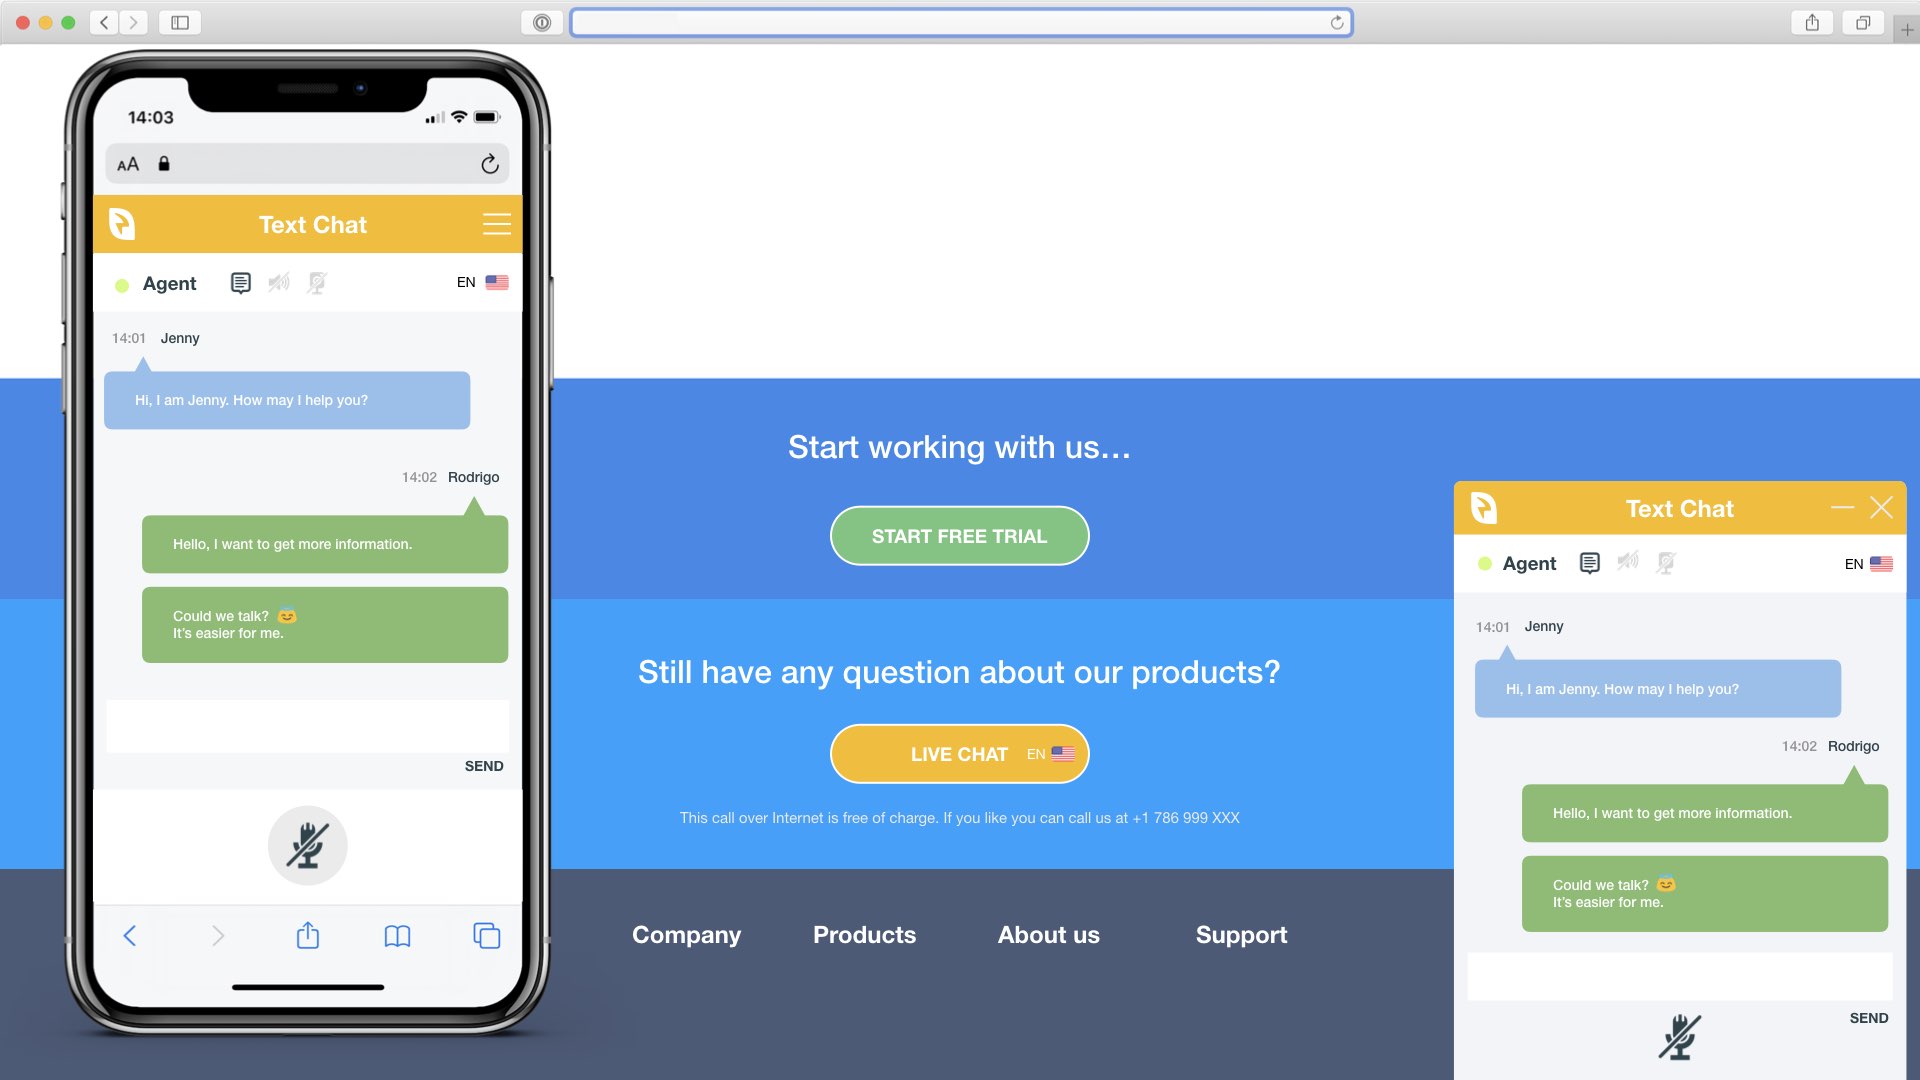 14:03
AA
Text Chat
Agent
EN
14:01 Jenny
Hi, I am Jenny. How may I help you?
14:02 Rodrigo
Hello, I want to get more information.
Could we talk? 😇
It's easier for me.
SEND
Start working with us...
START FREE TRIAL
Still have any question about our products?
LIVE CHAT EN
This call over Internet is free of charge. If you like you can call us at +1 786 999 XXX
Company Products About us Support
Text Chat
Agent
EN
14:01 Jenny
Hi, I am Jenny. How may I help you?
14:02 Rodrigo
Hello, I want to get more information.
Could we talk? 😇
It's easier for me.
SEND